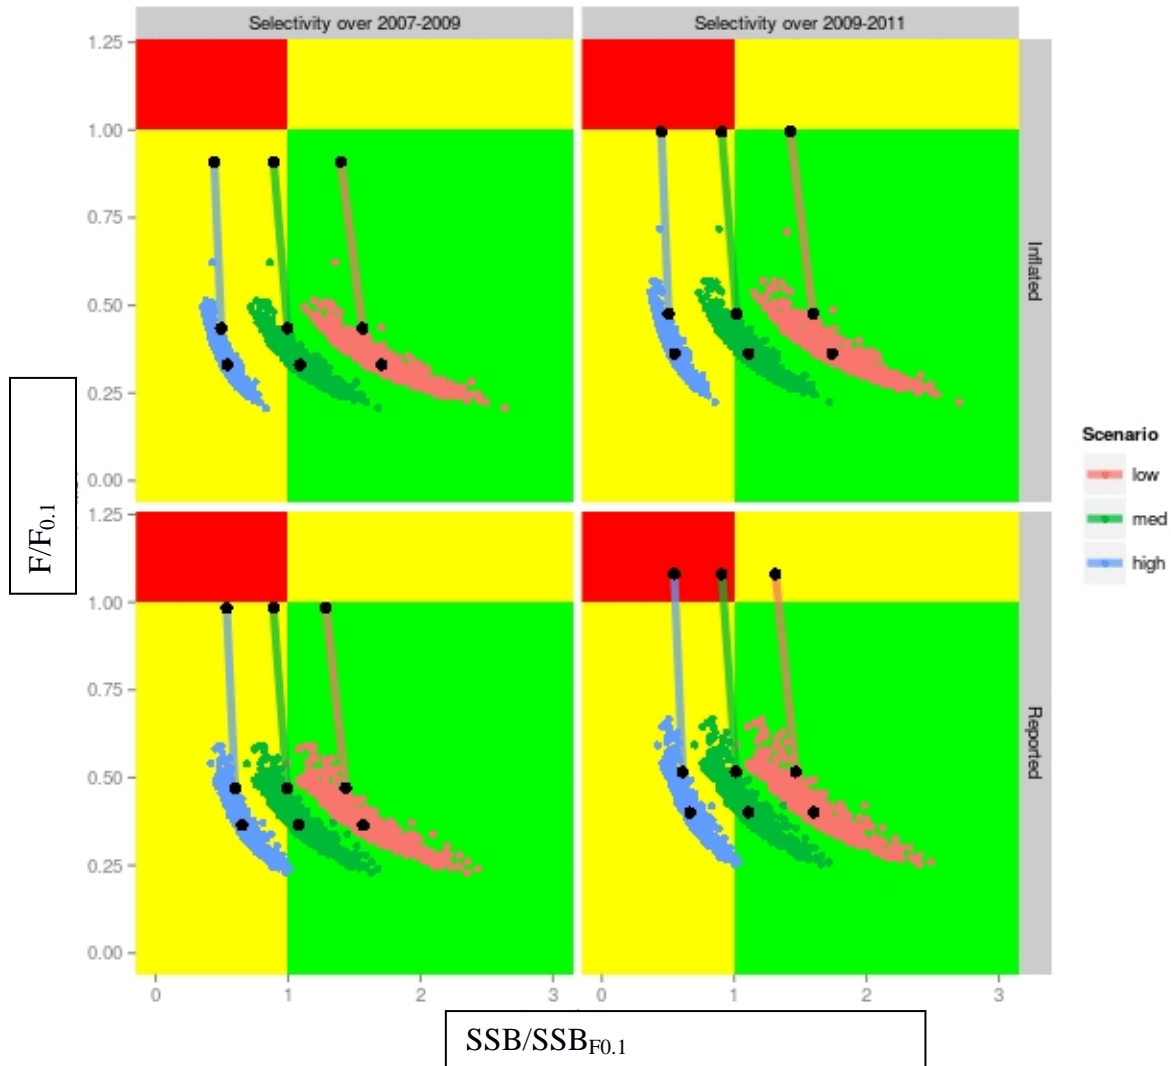 Selectivity over 2007-2009
Selectivity over 2009-2011
1.25
1.00
0.75
0.50
0.25
0.00
Inflated
F/F0.1
Scenario
low
med
high
1.25
1.00
0.75
0.50
0.25
0.00
Reported
0 1 2 3
0 1 2 3
SSB/SSBF0.1